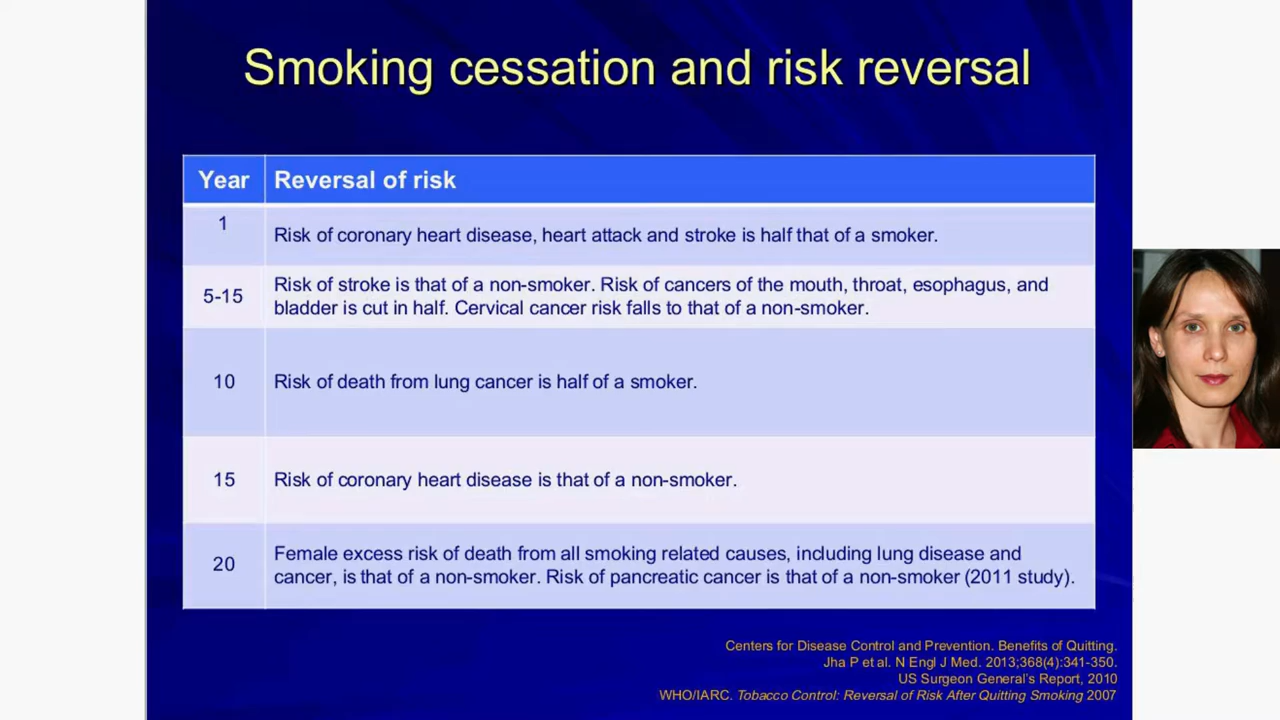 Smoking cessation and risk reversal
Year Reversal of risk
1 Risk of coronary heart disease, heart attack and stroke is half that of a smoker.
5-15 Risk of stroke is that of a non-smoker. Risk of cancers of the mouth, throat, esophagus, and
bladder is cut in half. Cervical cancer risk falls to that of a non-smoker.
10 Risk of death from lung cancer is half of a smoker.
15 Risk of coronary heart disease is that of a non-smoker.
20 Female excess risk of death from all smoking related causes, including lung disease and
cancer, is that of a non-smoker. Risk of pancreatic cancer is that of a non-smoker (2011 study).
Centers for Disease Control and Prevention. Benefits of Quitting.
Jha P et al. N Engl J Med. 2013;368(4):341-350.
US Surgeon General's Report, 2010
WHO/IARC. Tobacco Control: Reversal of Risk After Quitting Smoking 2007